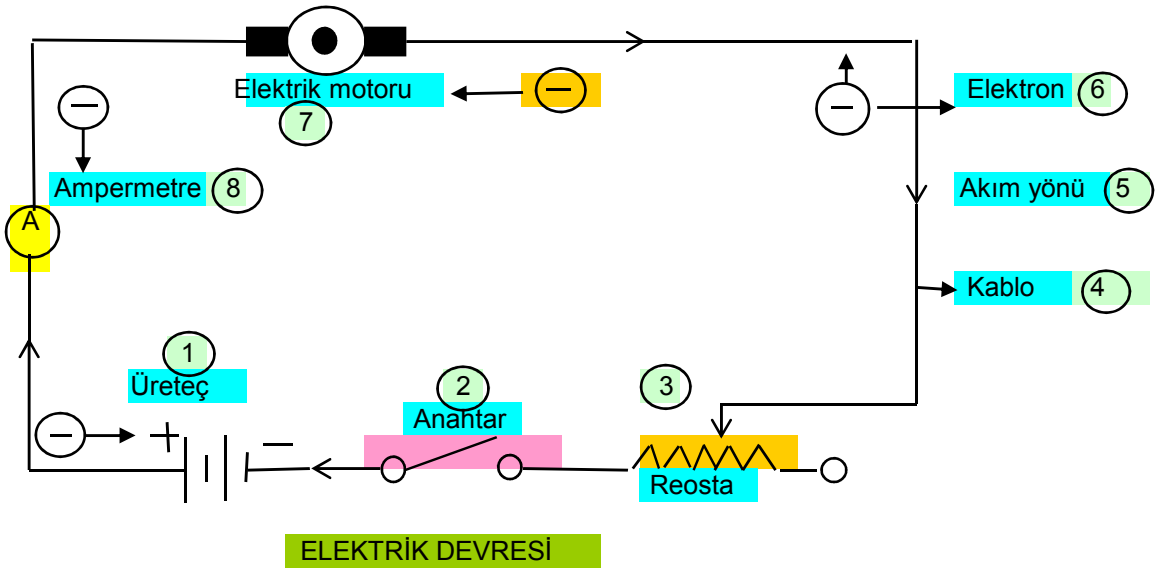 Elektrik motoru
7
Elektron 6
Ampermetre 8
Akım yönü 5
A
Kablo 4
1
Üreteç
2
Anahtar
3
+
Reosta
ELEKTRİK DEVRESİ